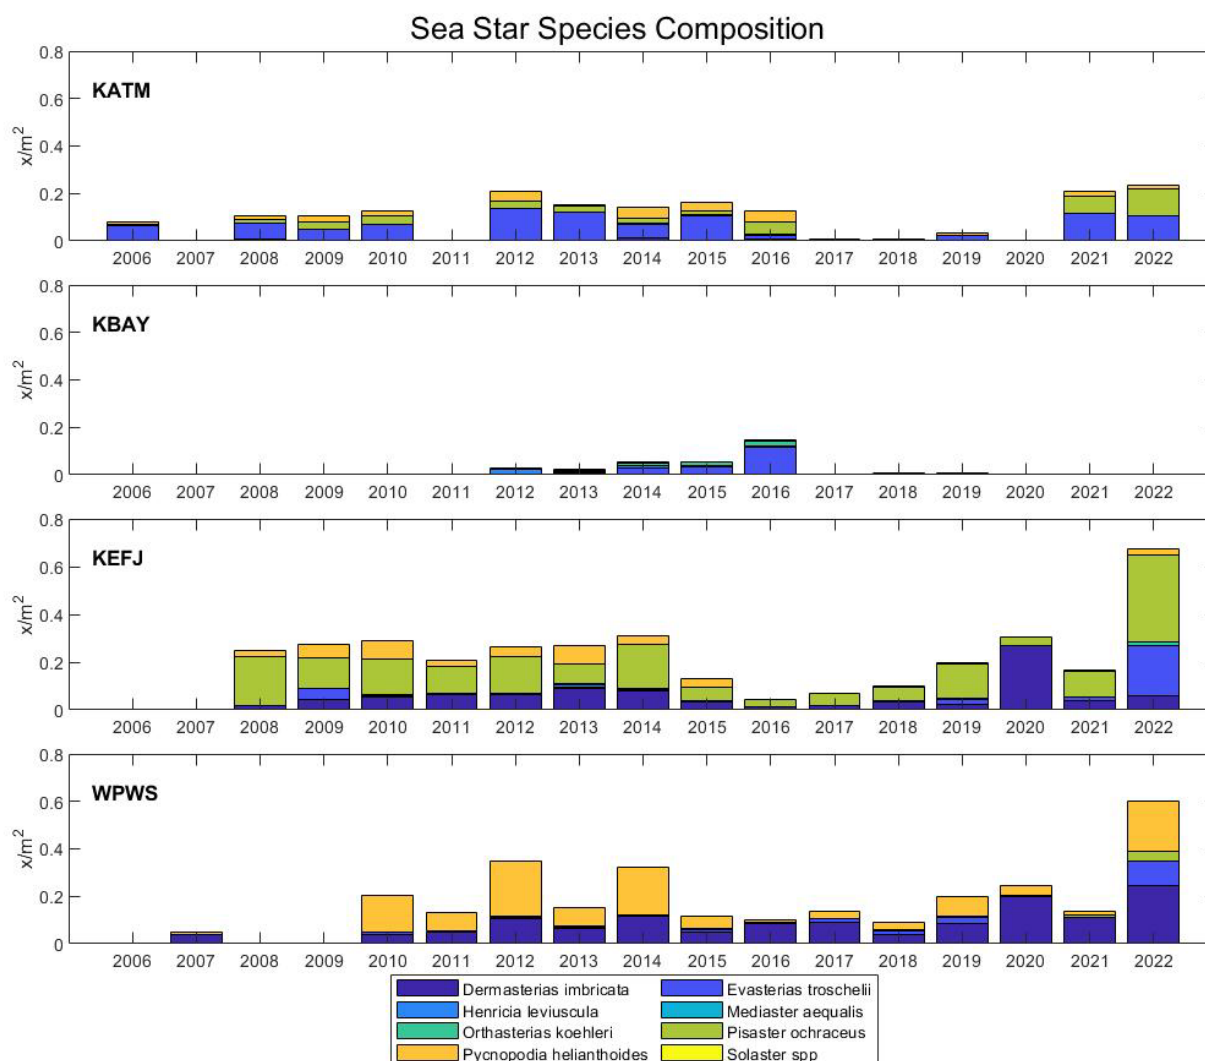 Sea Star Species Composition
0.8
KATM
0.6
0.4
x/m²
0.2
0
2006 2007 2008 2009 2010 2011 2012 2013 2014 2015 2016 2017 2018 2019 2020 2021 2022
0.8
KBAY
0.6
0.4
x/m²
0.2
0
2006 2007 2008 2009 2010 2011 2012 2013 2014 2015 2016 2017 2018 2019 2020 2021 2022
0.8
KEFJ
0.6
0.4
x/m²
0.2
0
2006 2007 2008 2009 2010 2011 2012 2013 2014 2015 2016 2017 2018 2019 2020 2021 2022
0.8
WPWS
0.6
0.4
x/m²
0.2
0
2006 2007 2008 2009 2010 2011 2012 2013 2014 2015 2016 2017 2018 2019 2020 2021 2022
Dermasterias imbricata Evasterias troschelii
Henricia leviuscula Mediaster aequalis
Orthasterias koehleri Pisaster ochraceus
Pycnopodia helianthoides Solaster spp